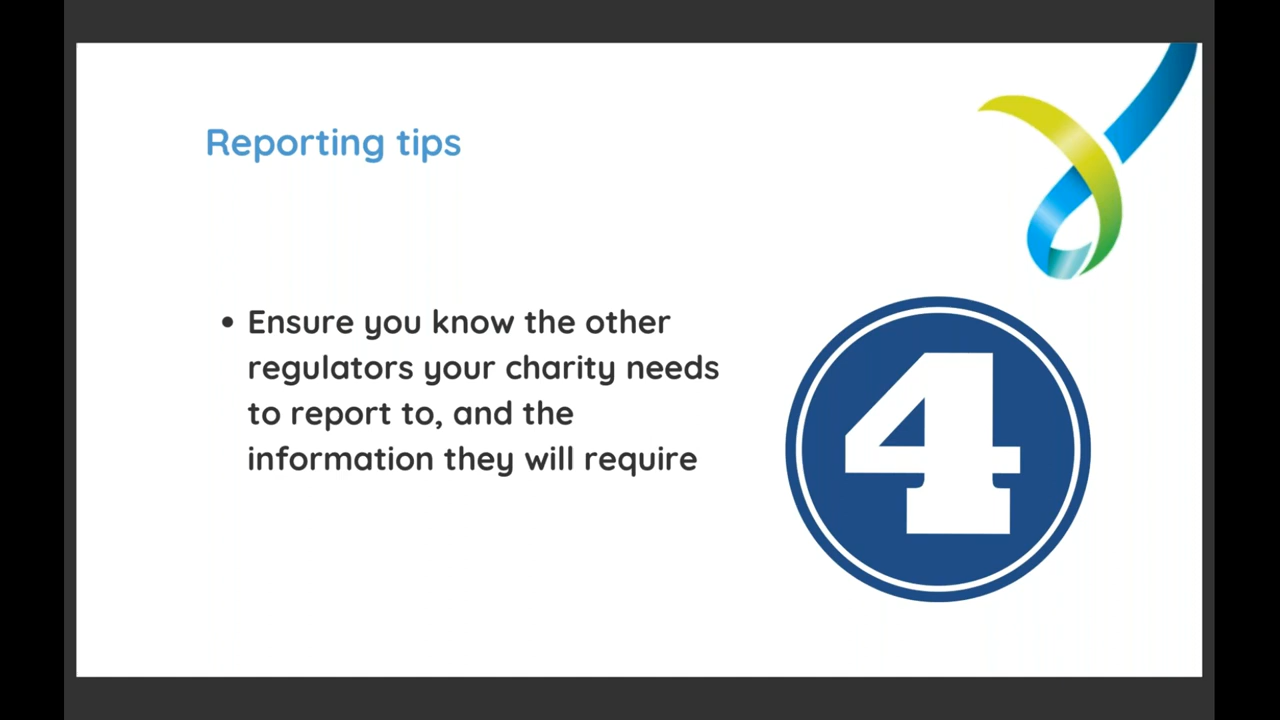 Reporting tips
• Ensure you know the other
regulators your charity needs
to report to, and the
information they will require
4